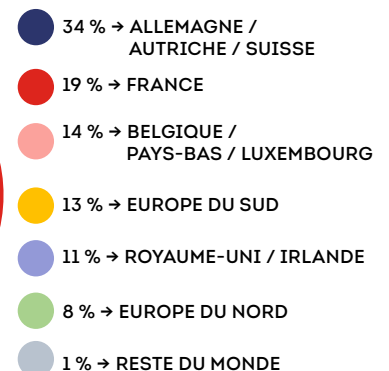 34 % → ALLEMAGNE /
AUTRICHE / SUISSE
19 % → FRANCE
14 % → BELGIQUE /
PAYS-BAS / LUXEMBOURG
13 % → EUROPE DU SUD
11 % → ROYAUME-UNI / IRLANDE
8 % → EUROPE DU NORD
1 % → RESTE DU MONDE